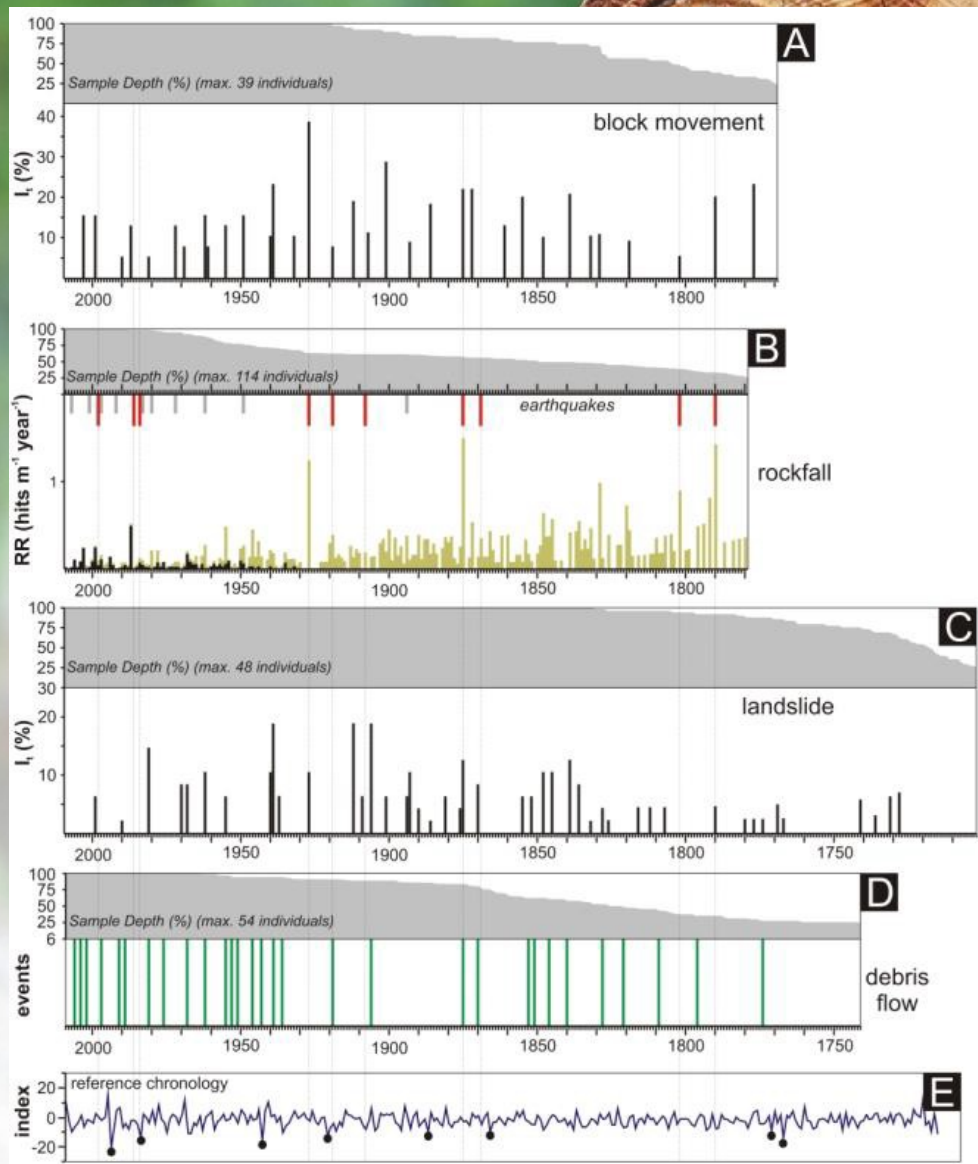 100
75
50
25
Sample Depth (%) (max. 39 individuals)
A
block movement
40
30
20
10
It (%)
2000 1950 1900 1850 1800
100
75
50
25
Sample Depth (%) (max. 114 individuals)
B
earthquakes
1
RR (hits m-1 year-1)
rockfall
2000 1950 1900 1850 1800
100
75
50
25
Sample Depth (%) (max. 48 individuals)
C
landslide
30
20
10
It (%)
2000 1950 1900 1850 1800 1750
100
75
50
25
Sample Depth (%) (max. 54 individuals)
D
6
events
debris
flow
2000 1950 1900 1850 1800 1750
reference chronology
E
20
0
-20
index